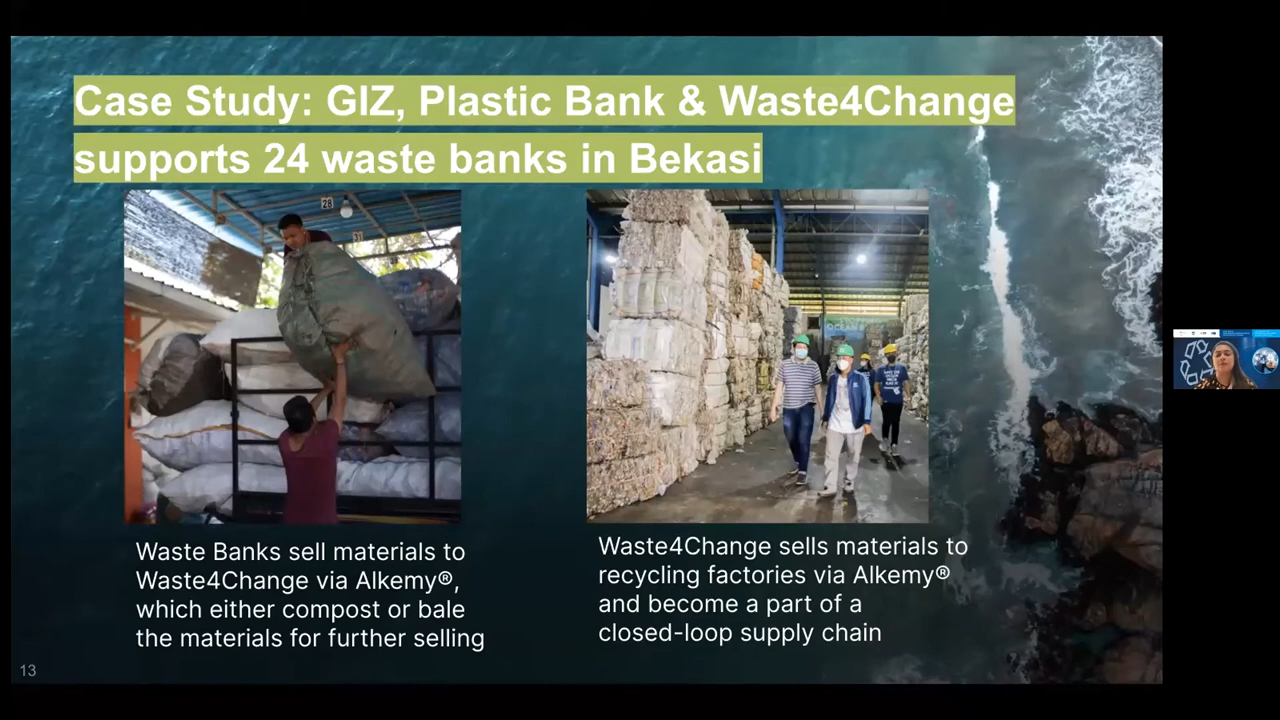 Case Study: GIZ, Plastic Bank & Waste4Change
supports 24 waste banks in Bekasi
28
31
Waste Banks sell materials to
Waste4Change via Alkemy®,
which either compost or bale
the materials for further selling
Waste4Change sells materials to
recycling factories via Alkemy®
and become a part of a
closed-loop supply chain
13